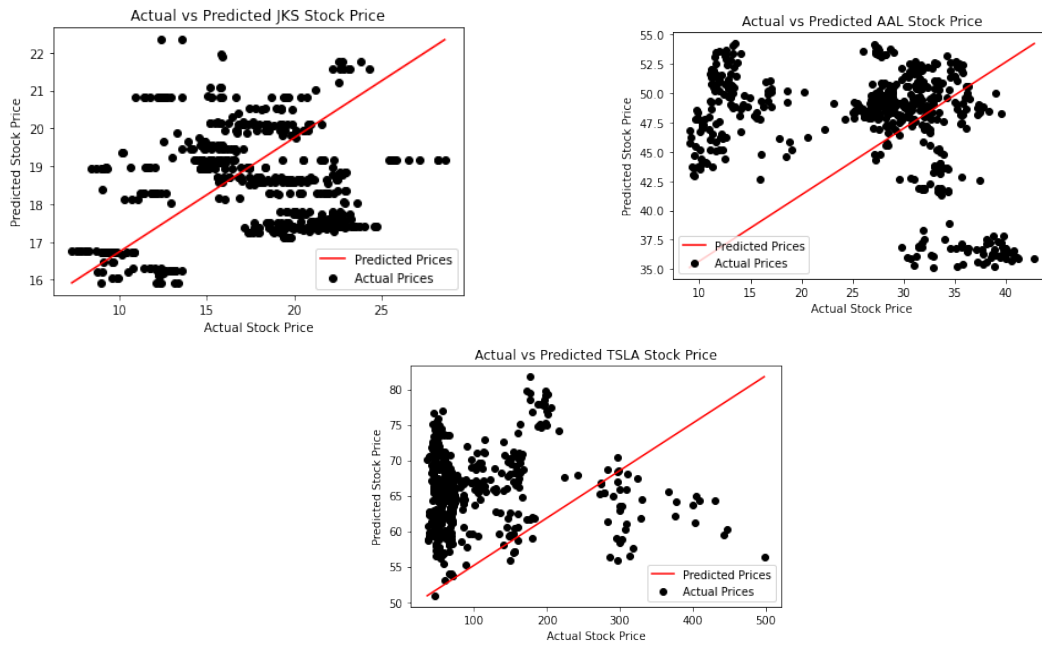 Actual vs Predicted JKS Stock Price
22
21
20
19
18
17
16
Predicted Stock Price
10 15 20 25
Actual Stock Price
Predicted Prices
Actual Prices
Actual vs Predicted AAL Stock Price
55.0
52.5
50.0
47.5
45.0
42.5
40.0
37.5
35.0
Predicted Stock Price
10 15 20 25 30 35 40
Actual Stock Price
Predicted Prices
Actual Prices
Actual vs Predicted TSLA Stock Price
80
75
70
65
60
55
50
Predicted Stock Price
100 200 300 400 500
Actual Stock Price
Predicted Prices
Actual Prices